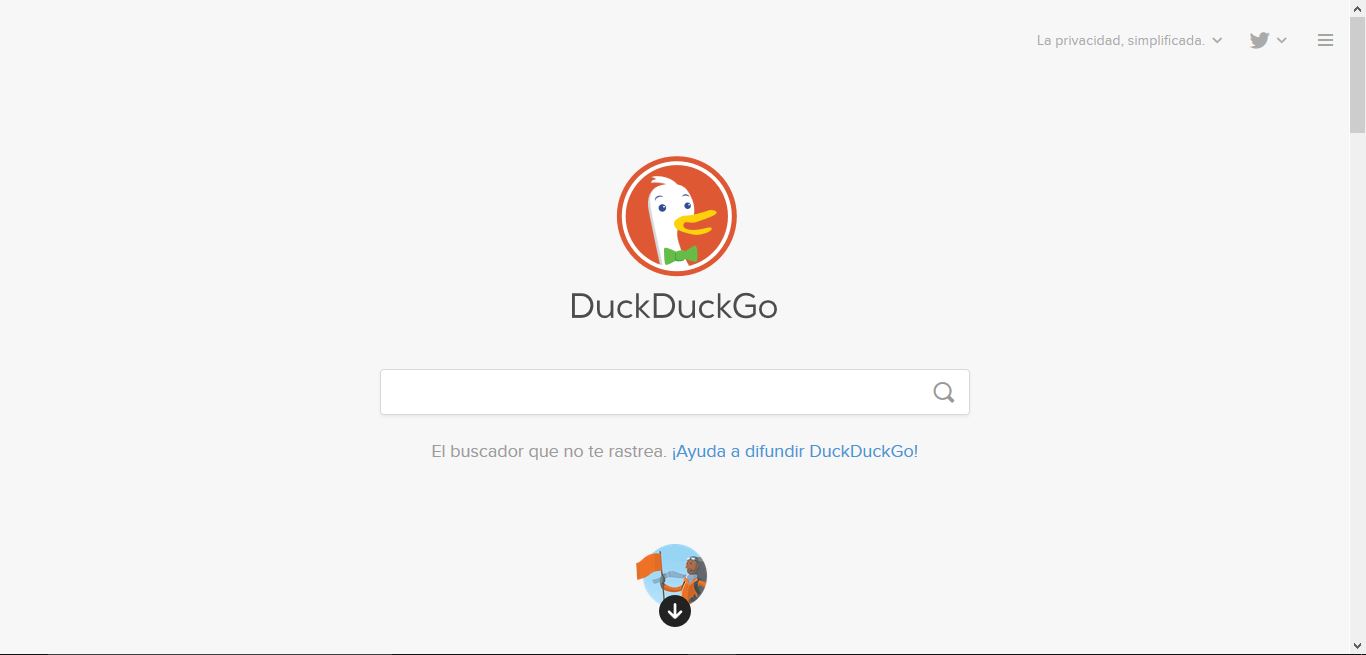 La privacidad, simplificada.
DuckDuckGo
El buscador que no te rastrea. ¡Ayuda a difundir DuckDuckGo!